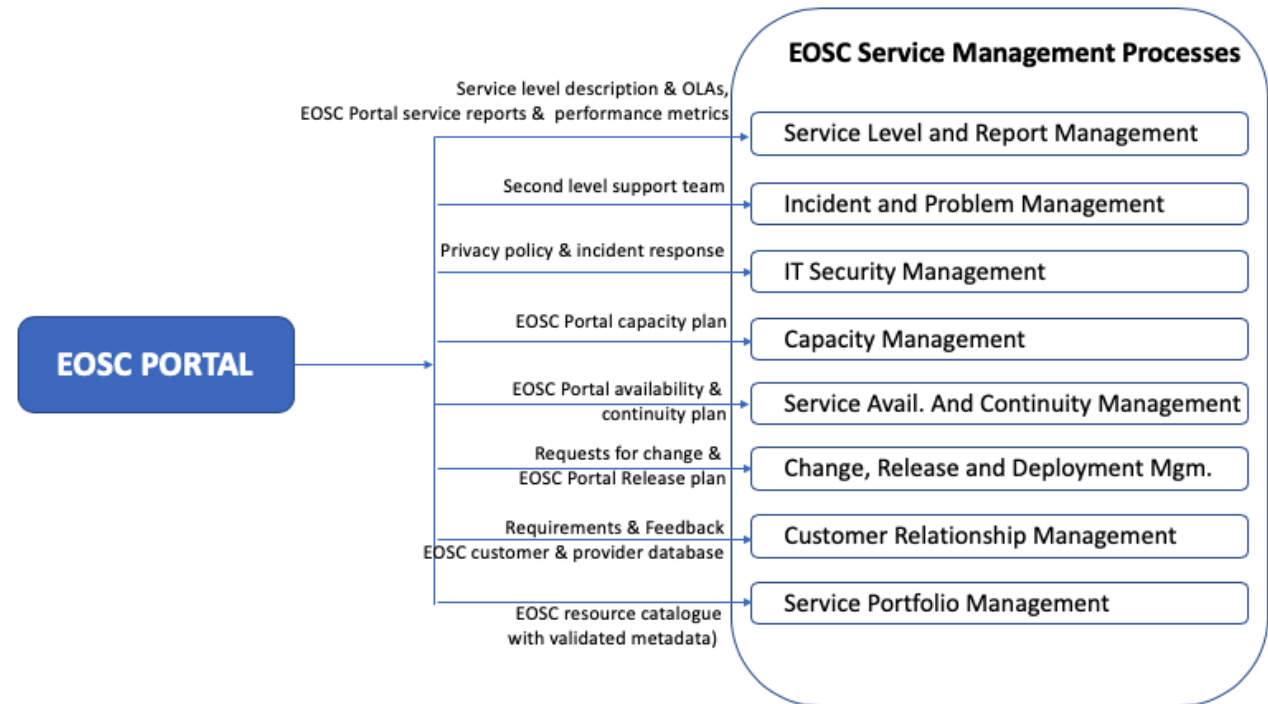 EOSC Service Management Processes
Service level description & OLAs,
EOSC Portal service reports &  performance metrics
Service Level and Report Management
Second level support team
Incident and Problem Management
Privacy policy & incident response
IT Security Management
EOSC Portal capacity plan
Capacity Management
EOSC PORTAL
EOSC Portal availability &
continuity plan
Service Avail. And Continuity Management
Requests for change &
EOSC Portal Release plan
Change, Release and Deployment Mgm.
Requirements & Feedback
EOSC customer & provider database
Customer Relationship Management
EOSC resource catalogue
with validated metadata)
Service Portfolio Management